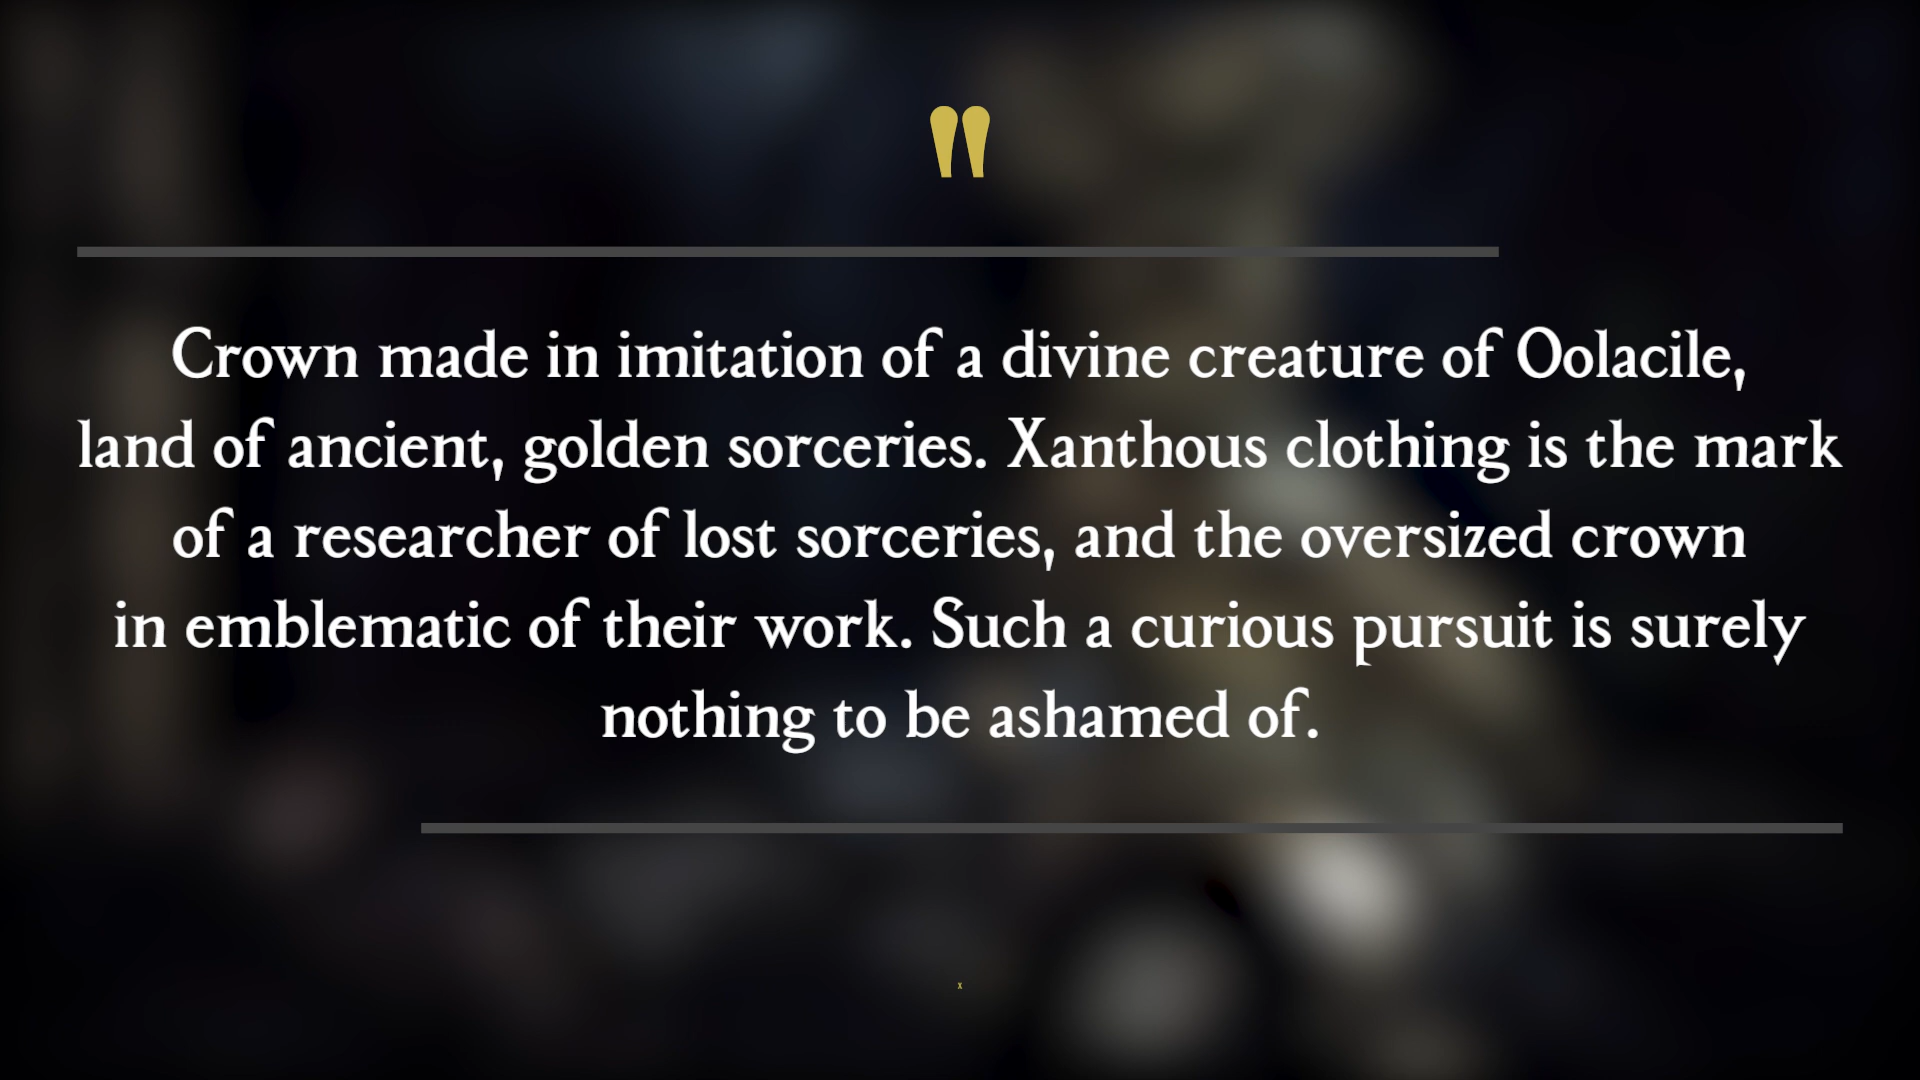 "
Crown made in imitation of a divine creature of Oolacile,
land of ancient, golden sorceries. Xanthous clothing is the mark
of a researcher of lost sorceries, and the oversized crown
in emblematic of their work. Such a curious pursuit is surely
nothing to be ashamed of.
x